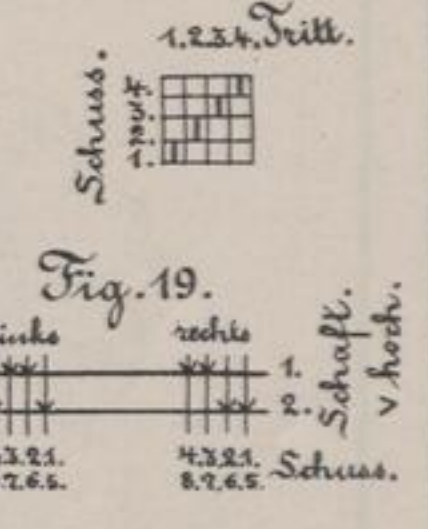 1.2.3.4. Tritt.
Schuss.
4.
3.
2.
1.
Fig. 19.
rechts
1.
2.
Schaft.
v hoch.
.3.2.1.
4.3.2.1. Schuss.
.7.6.5.
8.7.6.5.